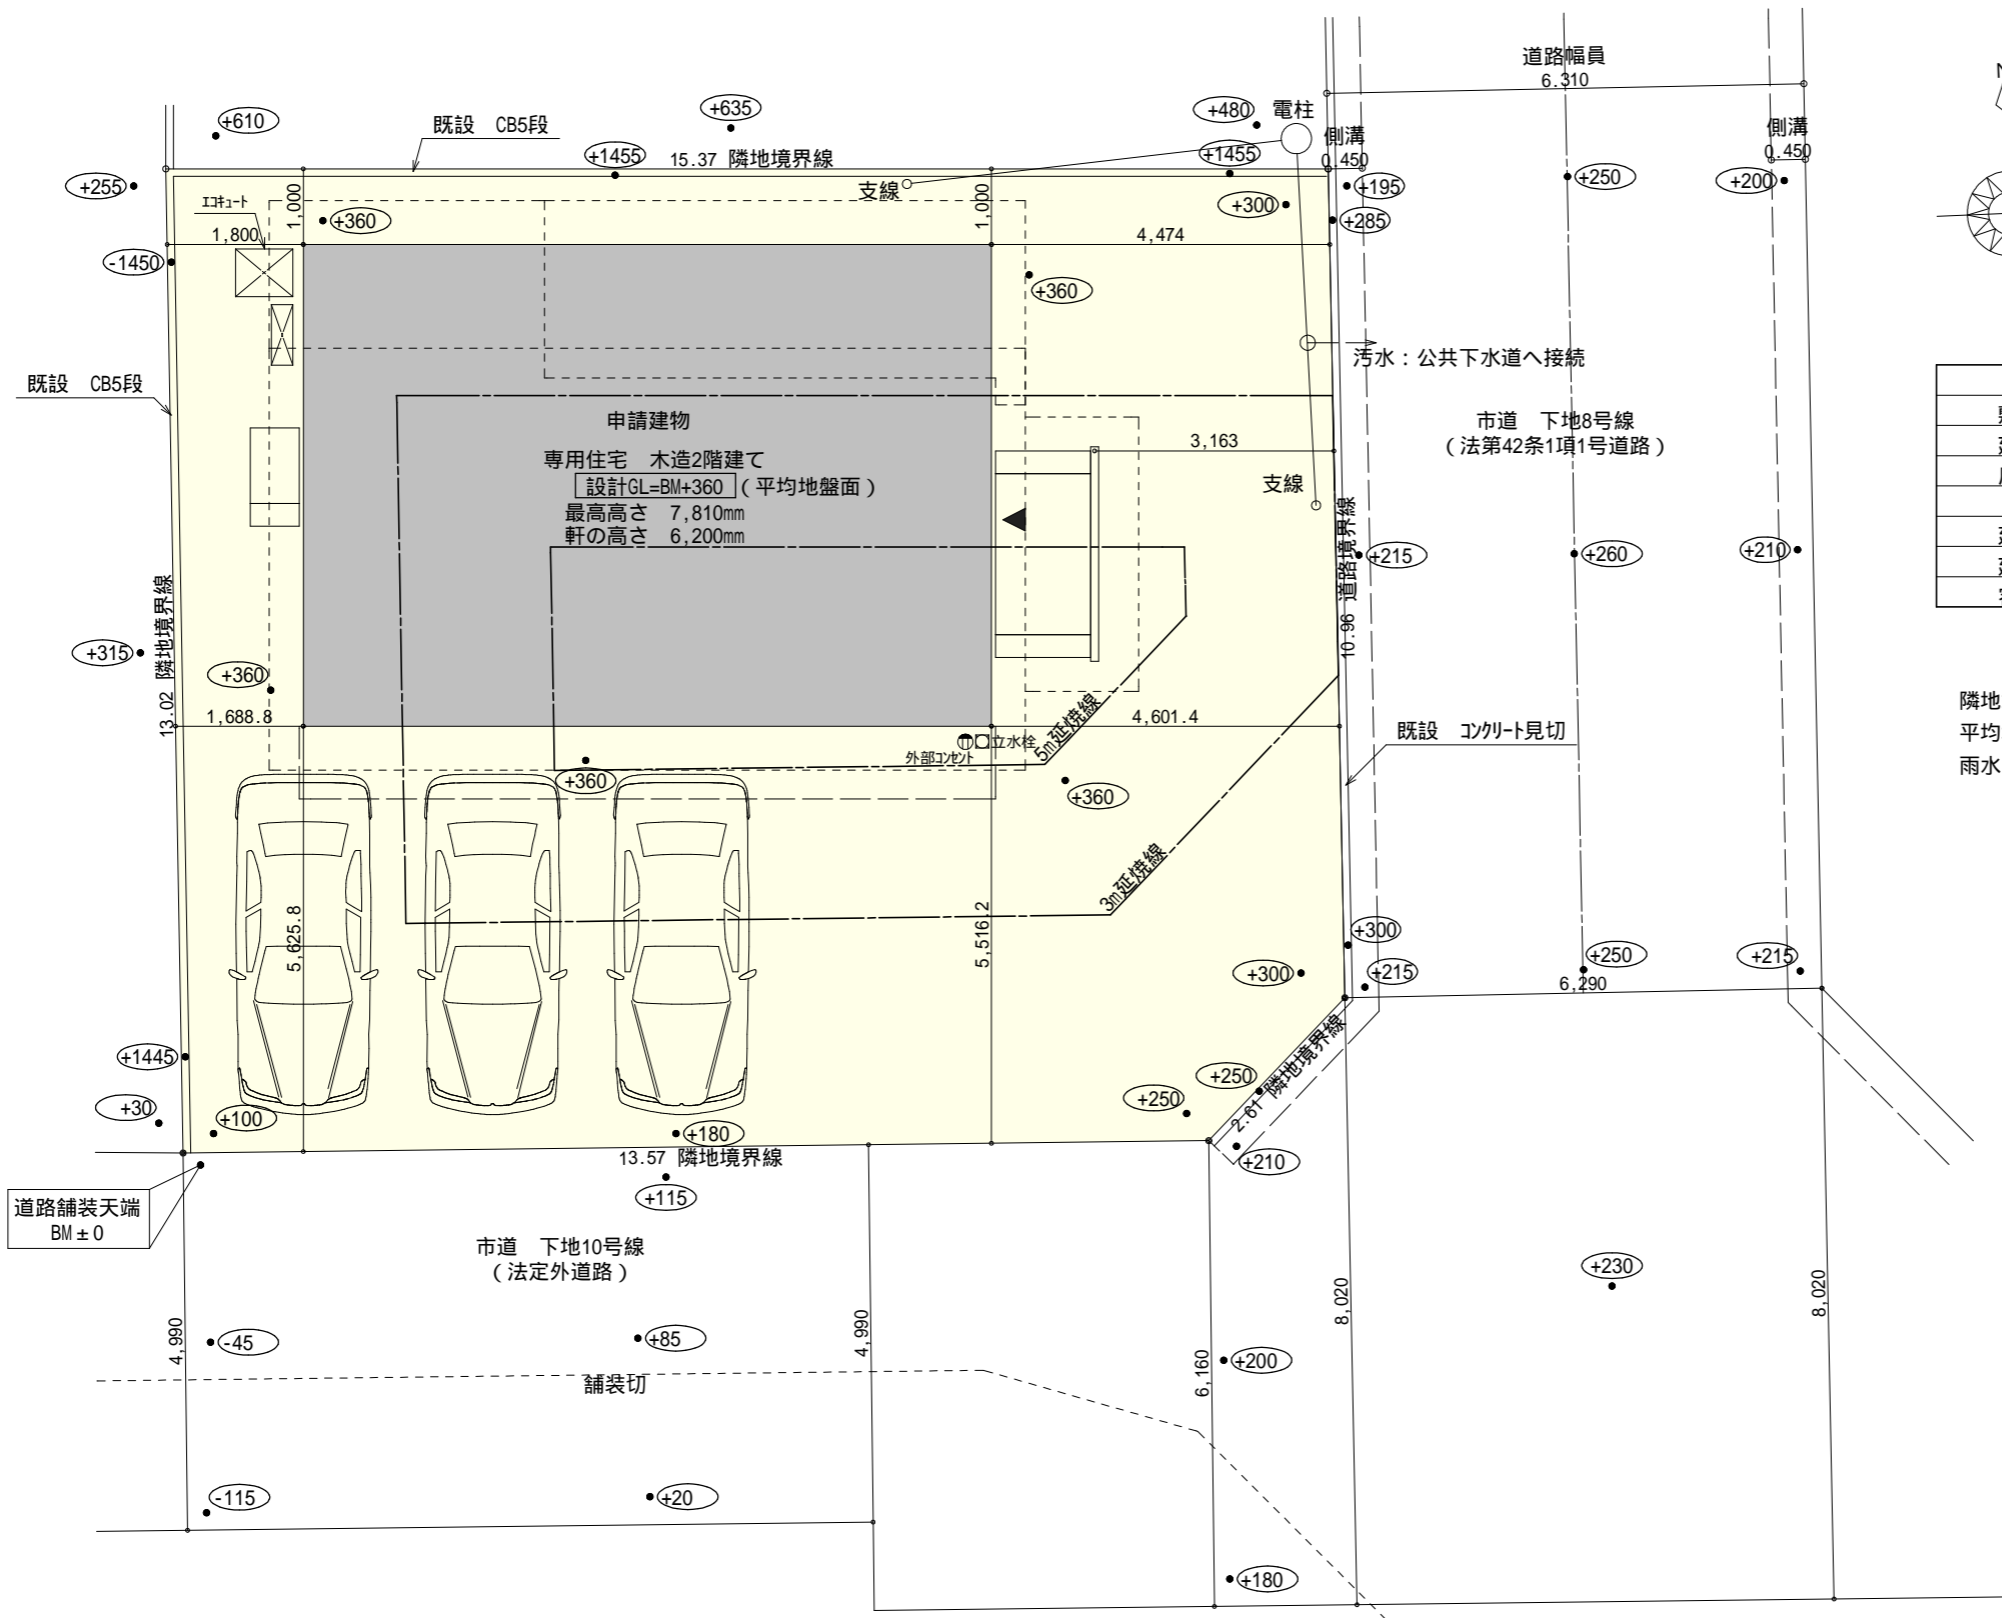 道路幅員
6.310
+635
+610
+480
電柱
既設　CB5段
側溝
側溝
+1455
15.37 隣地境界線
+1455
0.450
0.450
+255
支線
+195
+250
+200
エコキュート
1,000
1,000
+360
+300
+285
1,800
4,474
-1450
+360
汚水：公共下水道へ接続
既設　CB5段
申請建物
市道　下地8号線
（法第42条1項1号道路）
3,163
専用住宅　木造2階建て
設計GL=BM+360（平均地盤面）
支線
最高高さ　7,810mm
軒の高さ　6,200mm
10.96 道路境界線
+215
+260
+210
13.02 隣地境界線
+315
+360
隣地
1,688.8
4,601.4
5m延焼線
既設　コンクリート見切
平均
立水栓
外部コンセント
雨水
+360
+360
3m延焼線
5,625.8
5,516.2
+300
+300
+215
+250
+215
6,290
+1445
+250
2.61 隣地境界線
+30
+100
+180
+250
13.57 隣地境界線
+210
+115
道路舗装天端
BM±0
市道　下地10号線
（法定外道路）
+230
4,990
-45
+85
4,990
6,160
+200
8,020
8,020
舗装切
-115
+20
+180